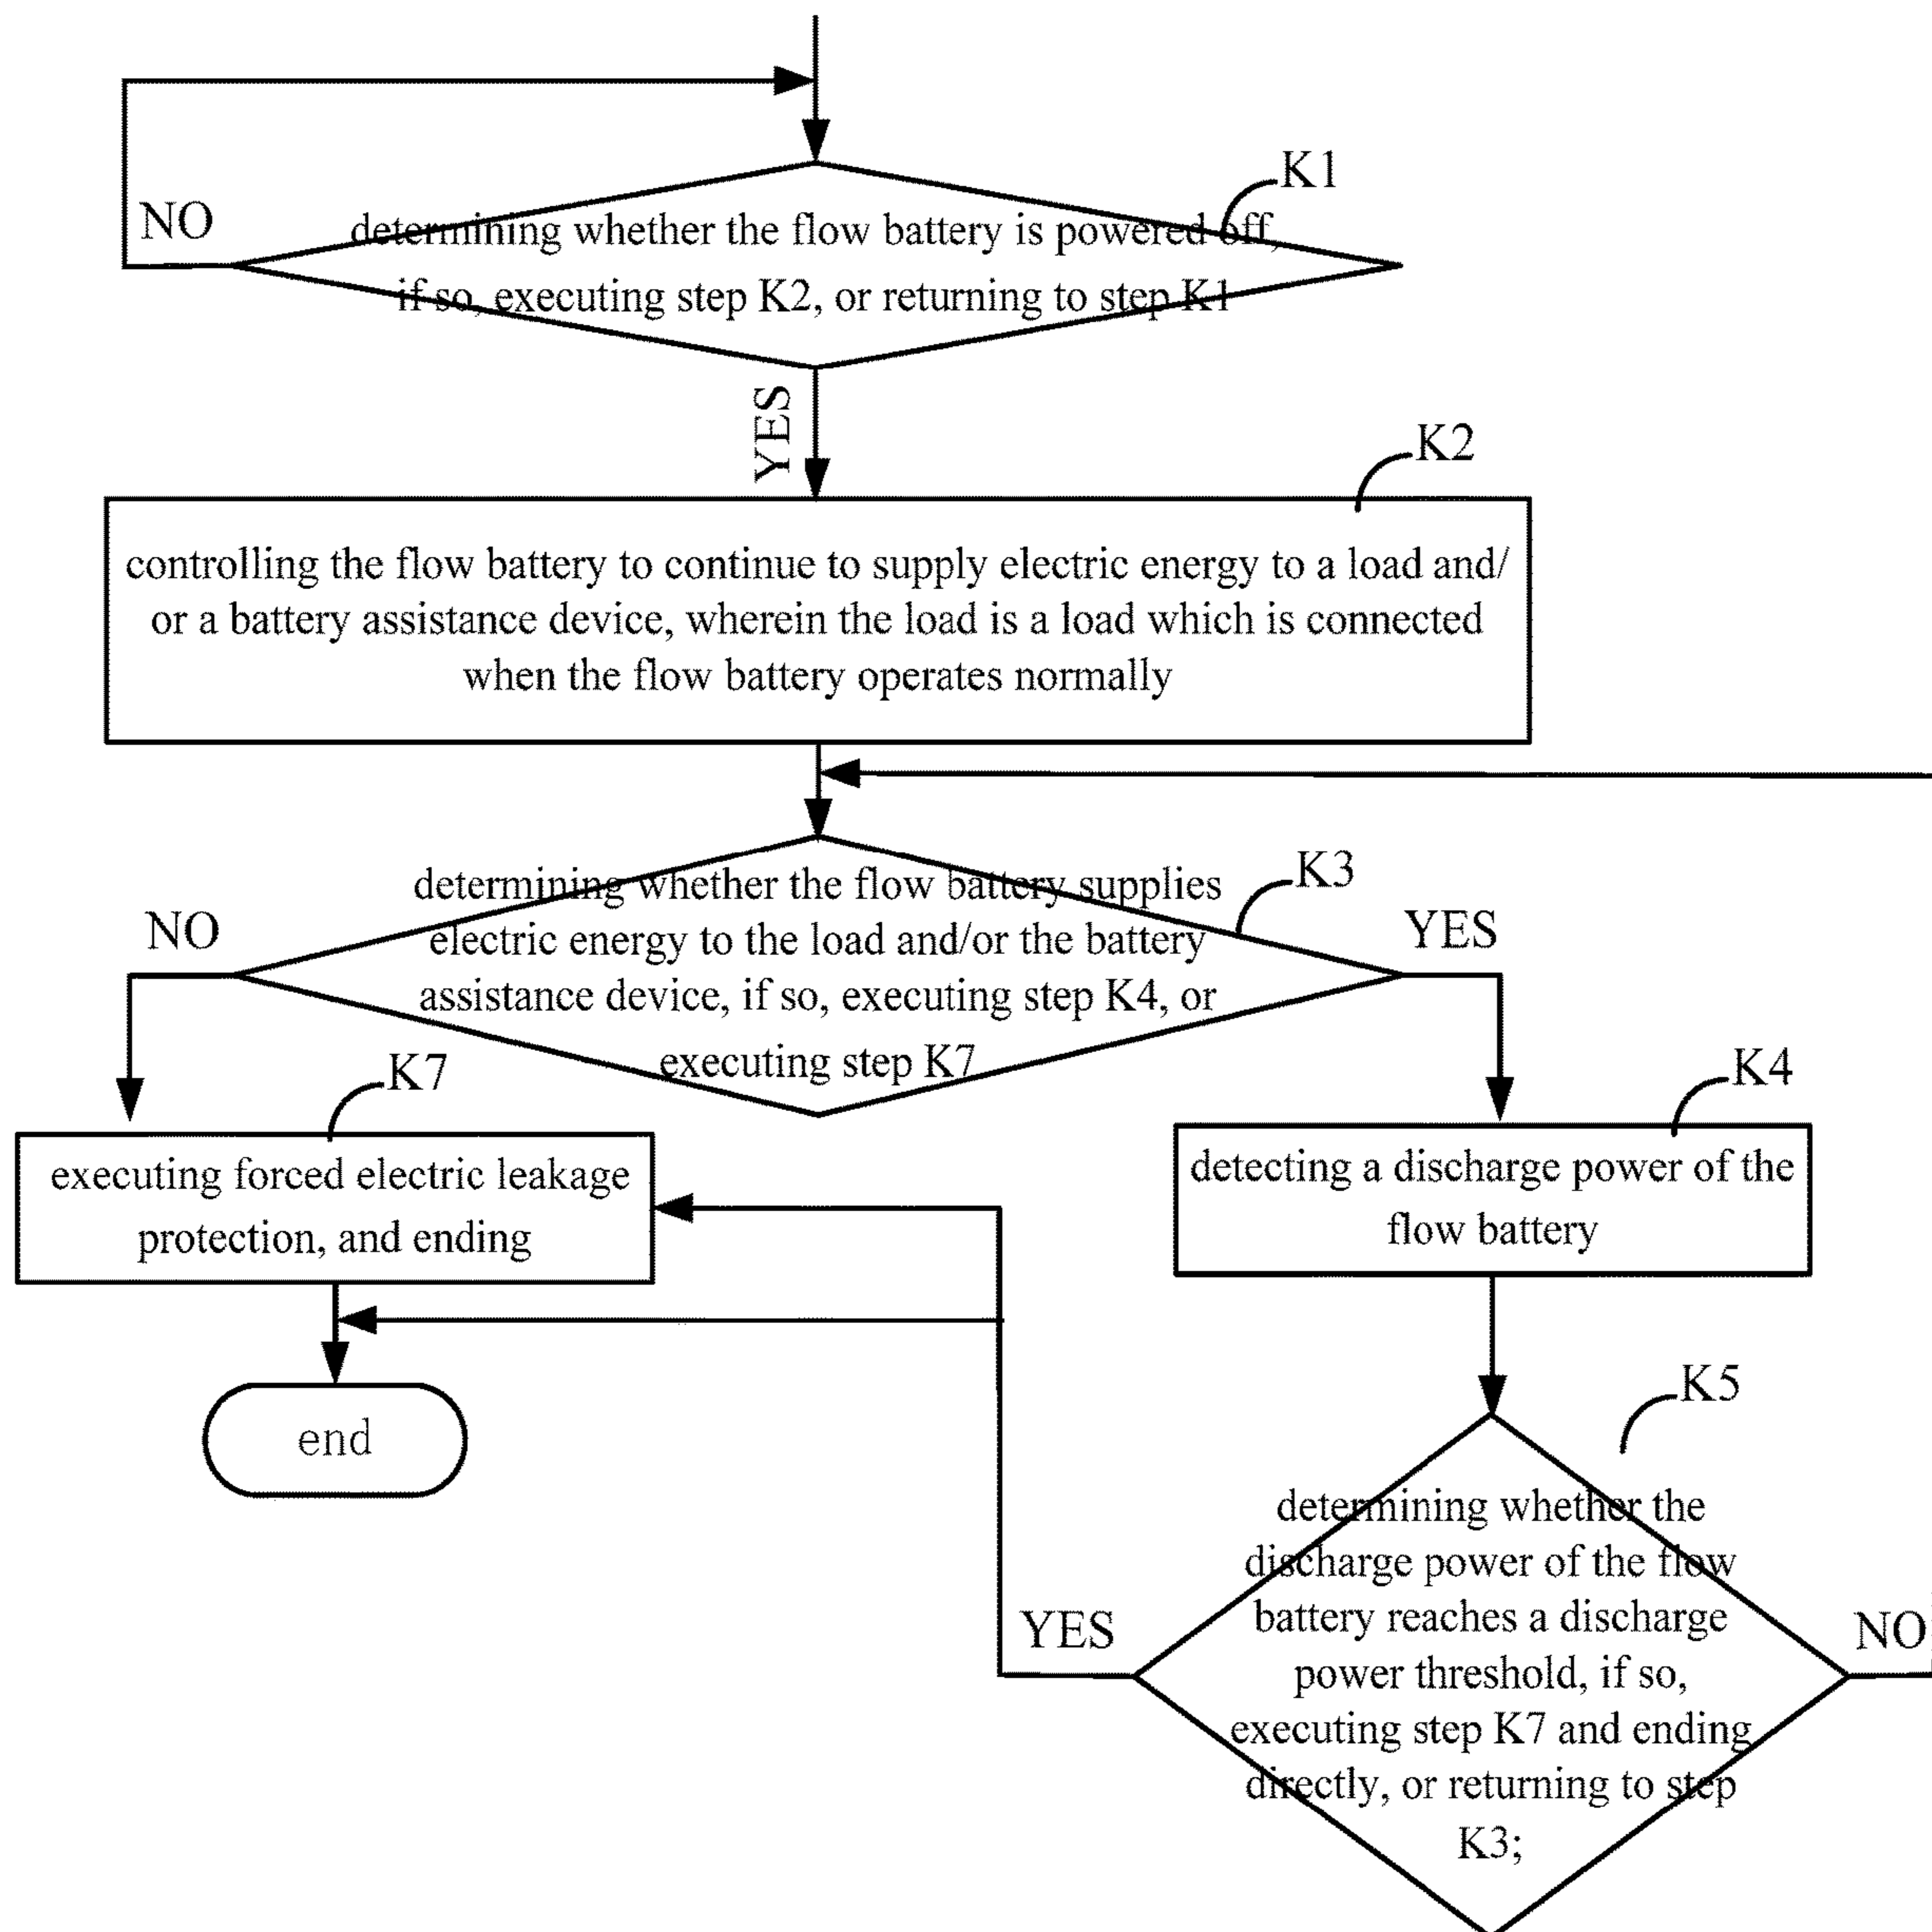 K1
NO
determining whether the flow battery is powered off,
if so, executing step K2, or returning to step K1
YES
K2
controlling the flow battery to continue to supply electric energy to a load and/
or a battery assistance device, wherein the load is a load which is connected
when the flow battery operates normally
K3
determining whether the flow battery supplies
electric energy to the load and/or the battery
assistance device, if so, executing step K4, or
executing step K7
NO
YES
K7
executing forced electric leakage
protection, and ending
K4
detecting a discharge power of the
flow battery
end
K5
determining whether the
discharge power of the flow
battery reaches a discharge
power threshold, if so,
executing step K7 and ending
directly, or returning to step
K3;
YES
NO